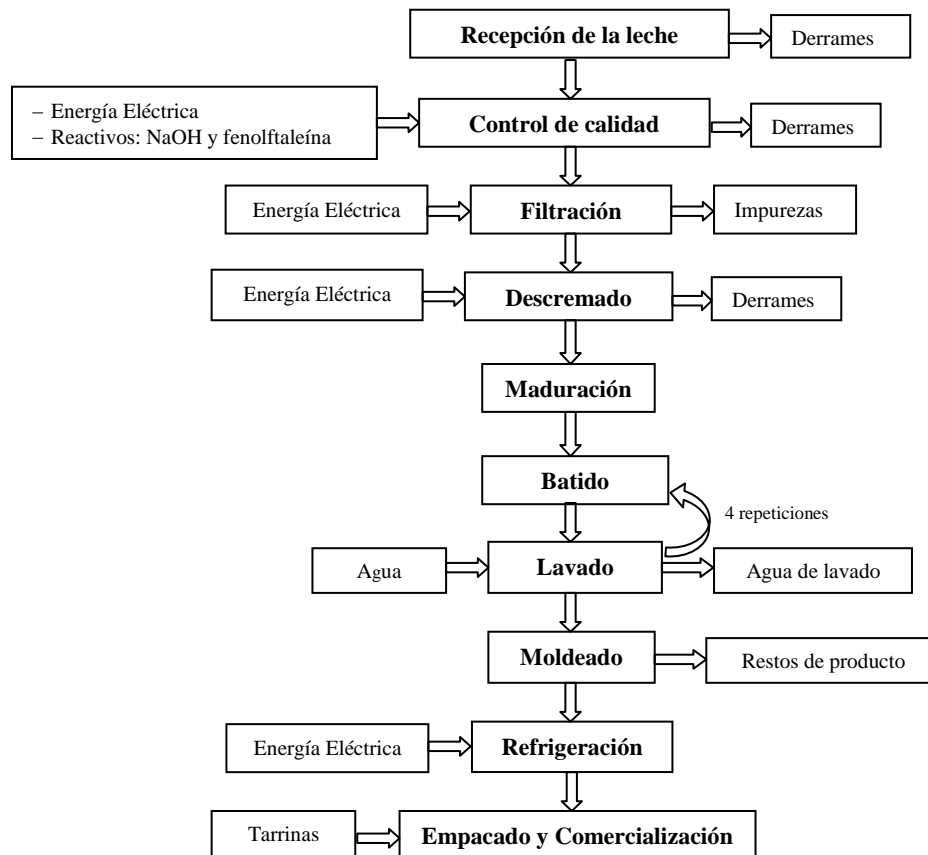 Recepción de la leche
Derrames
– Energía Eléctrica
– Reactivos: NaOH y fenolftaleína
Control de calidad
Derrames
Energía Eléctrica
Filtración
Impurezas
Energía Eléctrica
Descremado
Derrames
Maduración
Batido
4 repeticiones
Agua
Lavado
Agua de lavado
Moldeado
Restos de producto
Energía Eléctrica
Refrigeración
Tarrinas
Empacado y Comercialización